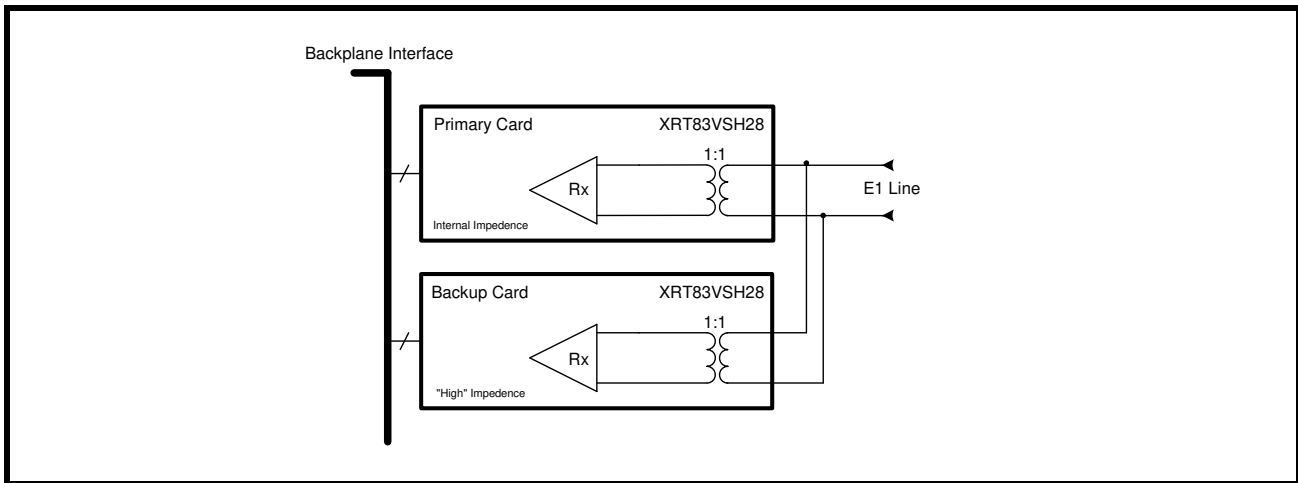 Backplane Interface
Primary Card
XRT83VSH28
1:1
Rx
E1 Line
Internal Impedence
Backup Card
XRT83VSH28
1:1
Rx
"High" Impedence